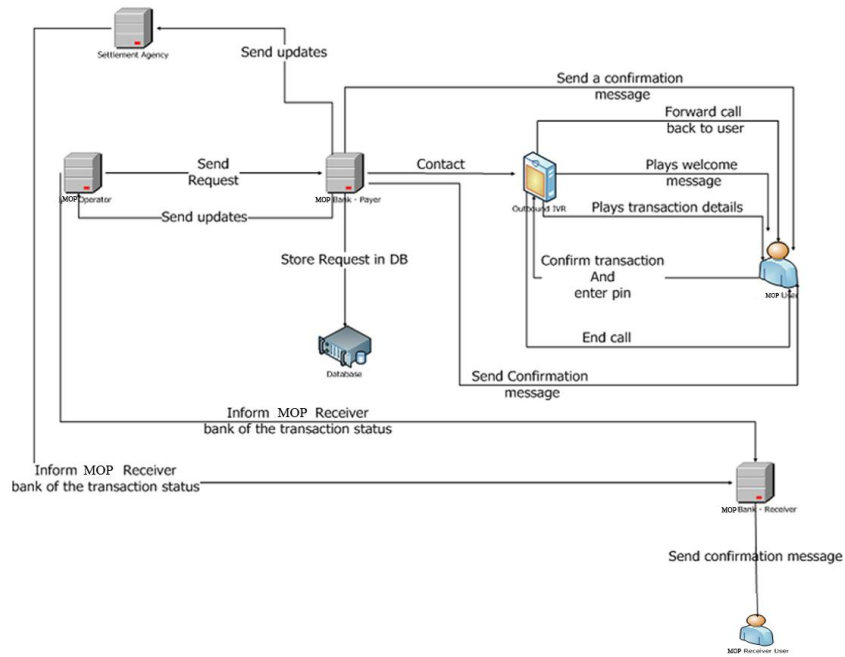 Settlement Agency
Send updates
Send a confirmation
message
Forward call
back to user
Send
Request
Contact
Plays welcome
message
MOP Operator
MOP Bank - Payer
Outbound IVR
Plays transaction details
Send updates
Store Request in DB
Confirm transaction
And
enter pin
MOP User
End call
Database
Send Confirmation
message
Inform MOP Receiver
bank of the transaction status
Inform MOP Receiver
bank of the transaction status
MOP Bank - Receiver
Send confirmation message
MOP Receiver User